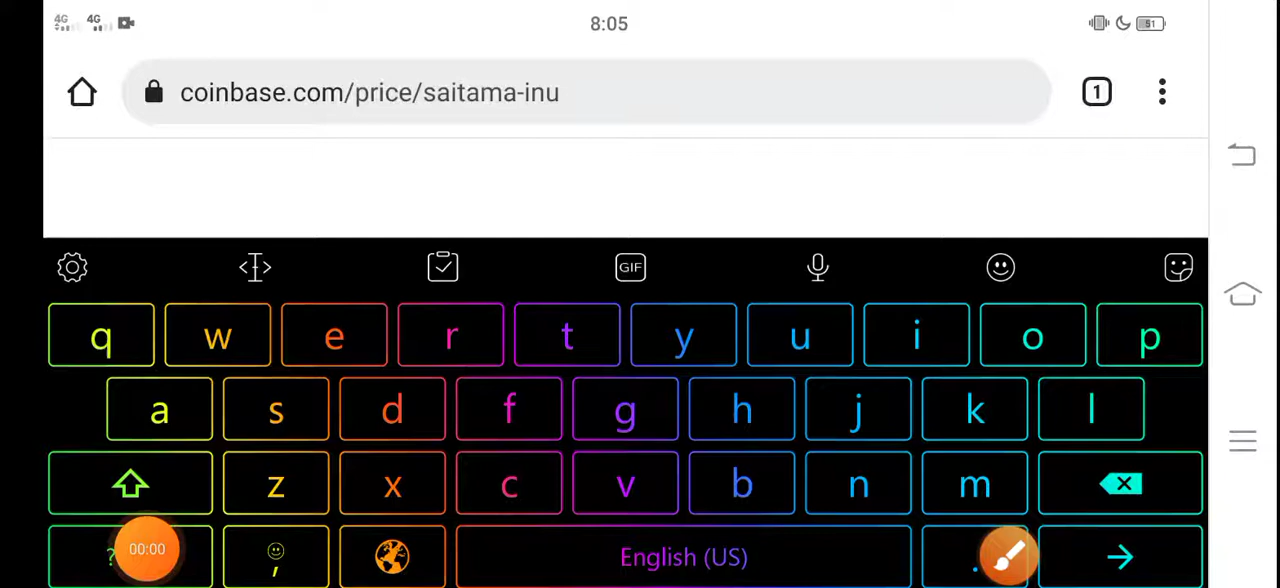 4G 4G 8:05 51
coinbase.com/price/saitama-inu 1
GIF
q w e r t y u i o p
a s d f g h j k l
z x c v b n m
? 00:00 , English (US) .